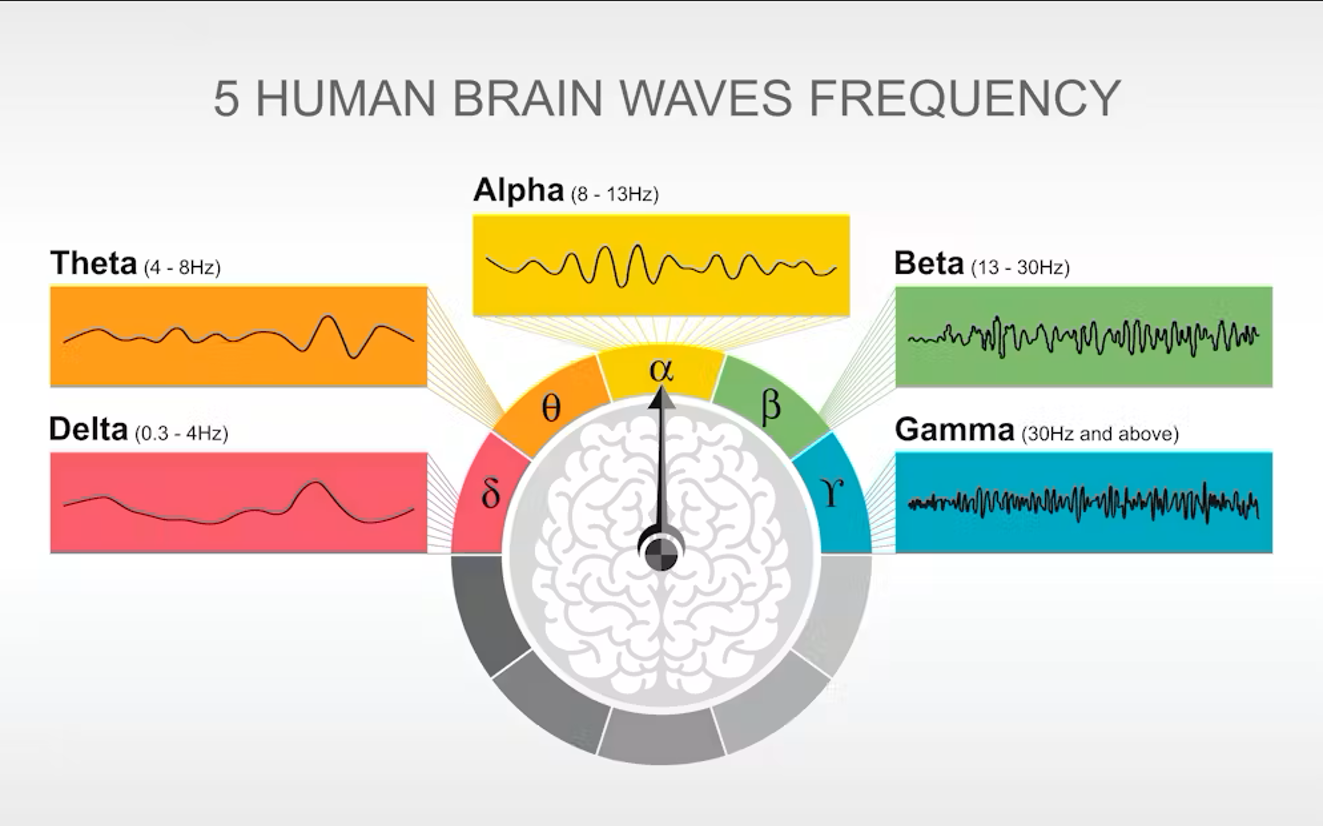 5 HUMAN BRAIN WAVES FREQUENCY
Alpha (8 - 13Hz)
Theta (4 - 8Hz)
Beta (13 - 30Hz)
Delta (0.3 - 4Hz)
Gamma (30Hz and above)
α
θ
β
δ
ϒ